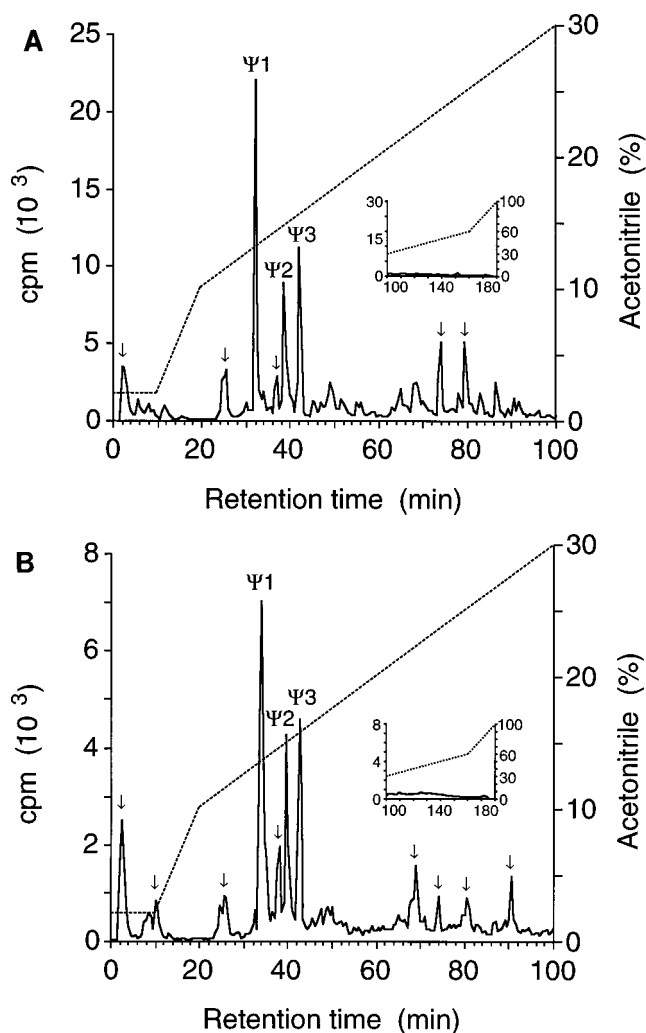 A
25
20
15
10
5
0
cpm (10 3)
Ψ1
Ψ2
Ψ3
↓ ↓ ↓ ↓ ↓
30
15
0
100
60
30
0
100 140 180
30
20
10
0
Acetonitrile (%)
0 20 40 60 80 100
Retention time (min)
B
8
7
6
4
2
0
cpm (10 3)
Ψ1
Ψ2
Ψ3
↓ ↓ ↓ ↓ ↓ ↓ ↓ ↓
8
4
0
100
60
30
0
100 140 180
30
20
10
0
Acetonitrile (%)
0 20 40 60 80 100
Retention time (min)